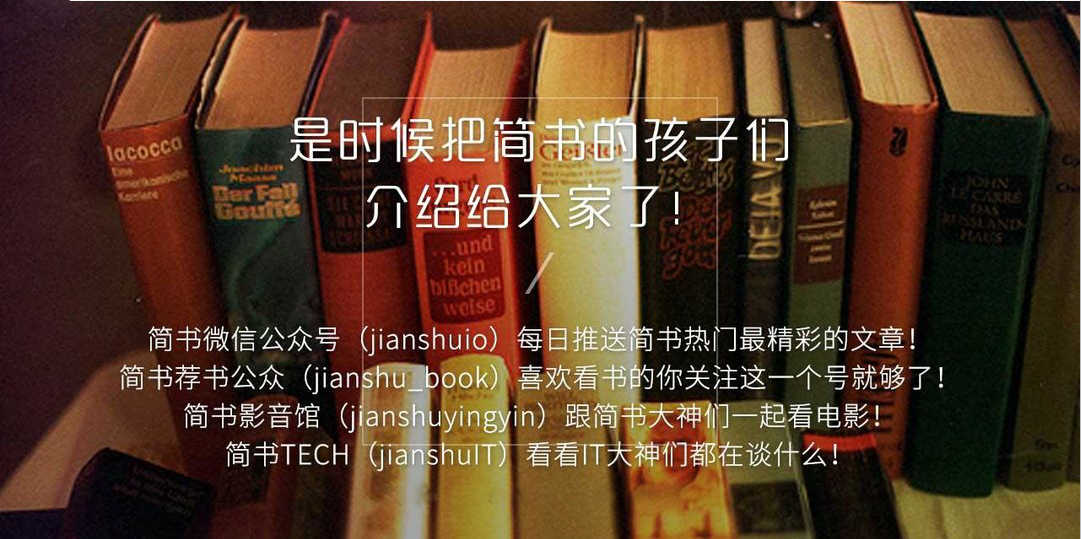 是时候把简书的孩子们
介绍给大家了！
/
简书微信公众号（jianshuio）每日推送简书热门最精彩的文章！
简书荐书公众（jianshu_book）喜欢看书的你关注这一个号就够了！
简书影音馆（jianshuyingyin）跟简书大神们一起看电影！
简书TECH（jianshuIT）看看IT大神们都在谈什么！
Iacocca
Eine
amerikanische
Karriere
Joachim
Maass
Der Fall
Gouffé
...und
kein
bißchen
weise
Geister
DEJA VU
JOHN
LE CARRÉ
DAS
RUSSLAND-
HAUS